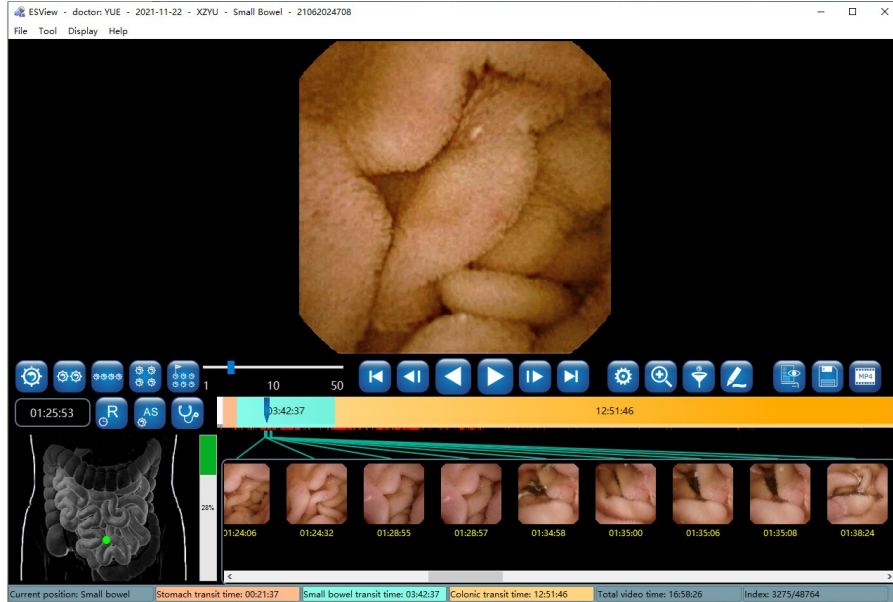 ESView - doctor: YUE - 2021-11-22 - XZYU - Small Bowel - 21062024708
File Tool Display Help
1 10 50
MP4
01:25:53
R
AS
03:42:37
12:51:46
28%
01:24:06 01:24:32 01:28:55 01:28:57 01:34:58 01:35:00 01:35:06 01:35:08 01:38:24
Current position: Small bowel
Stomach transit time: 00:21:37
Small bowel transit time: 03:42:37
Colonic transit time: 12:51:46
Total video time: 16:58:26
Index: 3275/48764